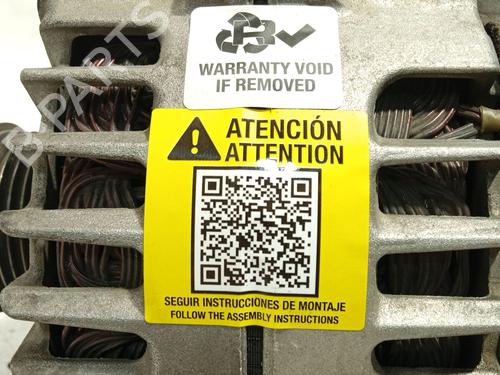 WARRANTY VOID
IF REMOVED
ATENCIÓN
ATTENTION
SEGUIR INSTRUCCIONES DE MONTAJE
FOLLOW THE ASSEMBLY INSTRUCTIONS
B PARTS